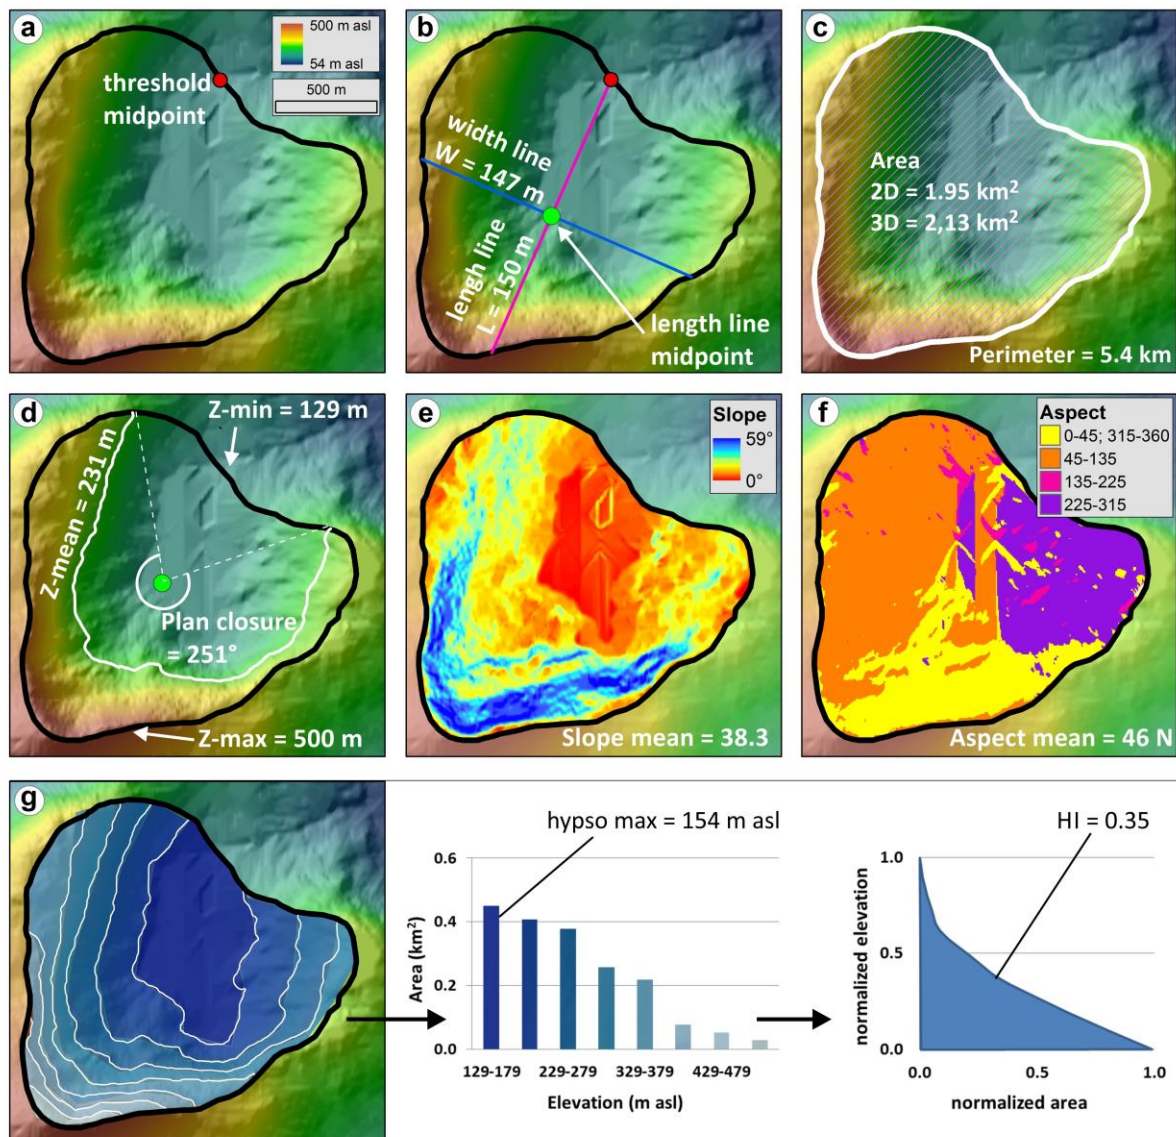 a
500 m asl
54 m asl
500 m
threshold
midpoint
b
width line
W = 147 m
lengh line
L = 150 m
length line
midpoint
c
Area
2D = 1.95 km²
3D = 2,13 km²
Perimeter = 5.4 km
d
Z-min = 129 m
Z-mean = 231 m
Plan closure
= 251°
Z-max = 500 m
e
Slope
59°
0°
Slope mean = 38.3
f
Aspect
0-45; 315-360
45-135
135-225
225-315
Aspect mean = 46 N
g
hypso max = 154 m asl
Area (km²)
0.6
0.4
0.2
0.0
129-179 229-279 329-379 429-479
Elevation (m asl)
HI = 0.35
normalized elevation
1.0
0.5
0.0
0.0 0.5 1.0
normalized area